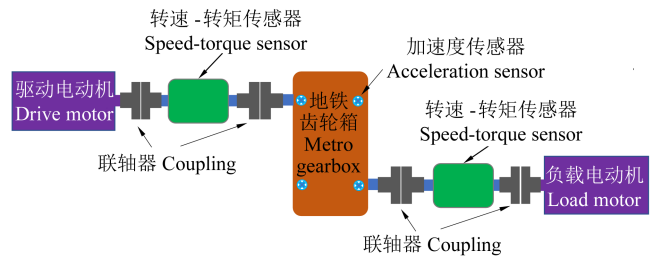 转速 -转矩传感器
Speed-torque sensor
加速度传感器
Acceleration sensor
驱动电动机
Drive motor
地铁
齿轮箱
Metro
gearbox
转速 -转矩传感器
Speed-torque sensor
联轴器 Coupling
负载电动机
Load motor
联轴器 Coupling